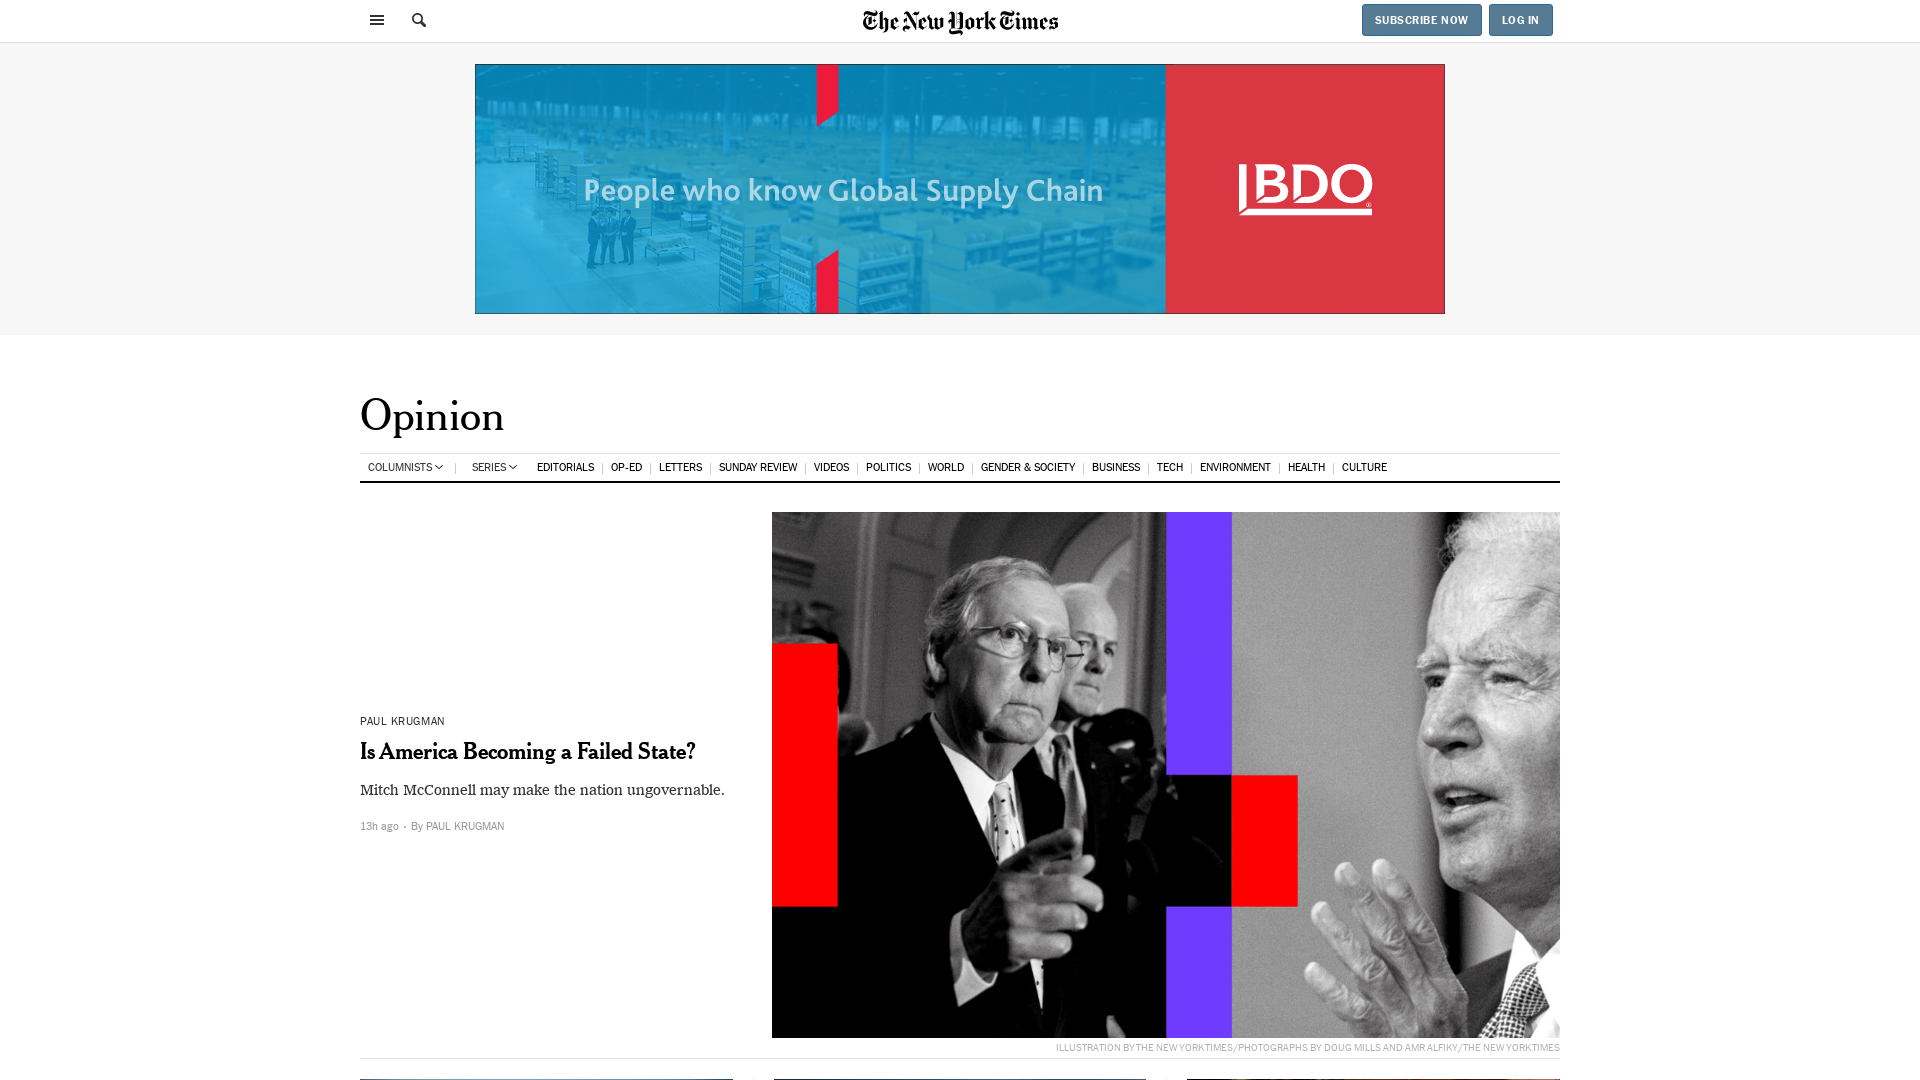 The New York Times
SUBSCRIBE NOW
LOG IN
People who know Global Supply Chain
BDO
Opinion
COLUMNISTS
SERIES
EDITORIALS
OP-ED
LETTERS
SUNDAY REVIEW
VIDEOS
POLITICS
WORLD
GENDER & SOCIETY
BUSINESS
TECH
ENVIRONMENT
HEALTH
CULTURE
PAUL KRUGMAN
Is America Becoming a Failed State?
Mitch McConnell may make the nation ungovernable.
13h ago · By PAUL KRUGMAN
ILLUSTRATION BY THE NEW YORK TIMES/PHOTOGRAPHS BY DOUG MILLS AND AMR ALFIKY/THE NEW YORK TIMES